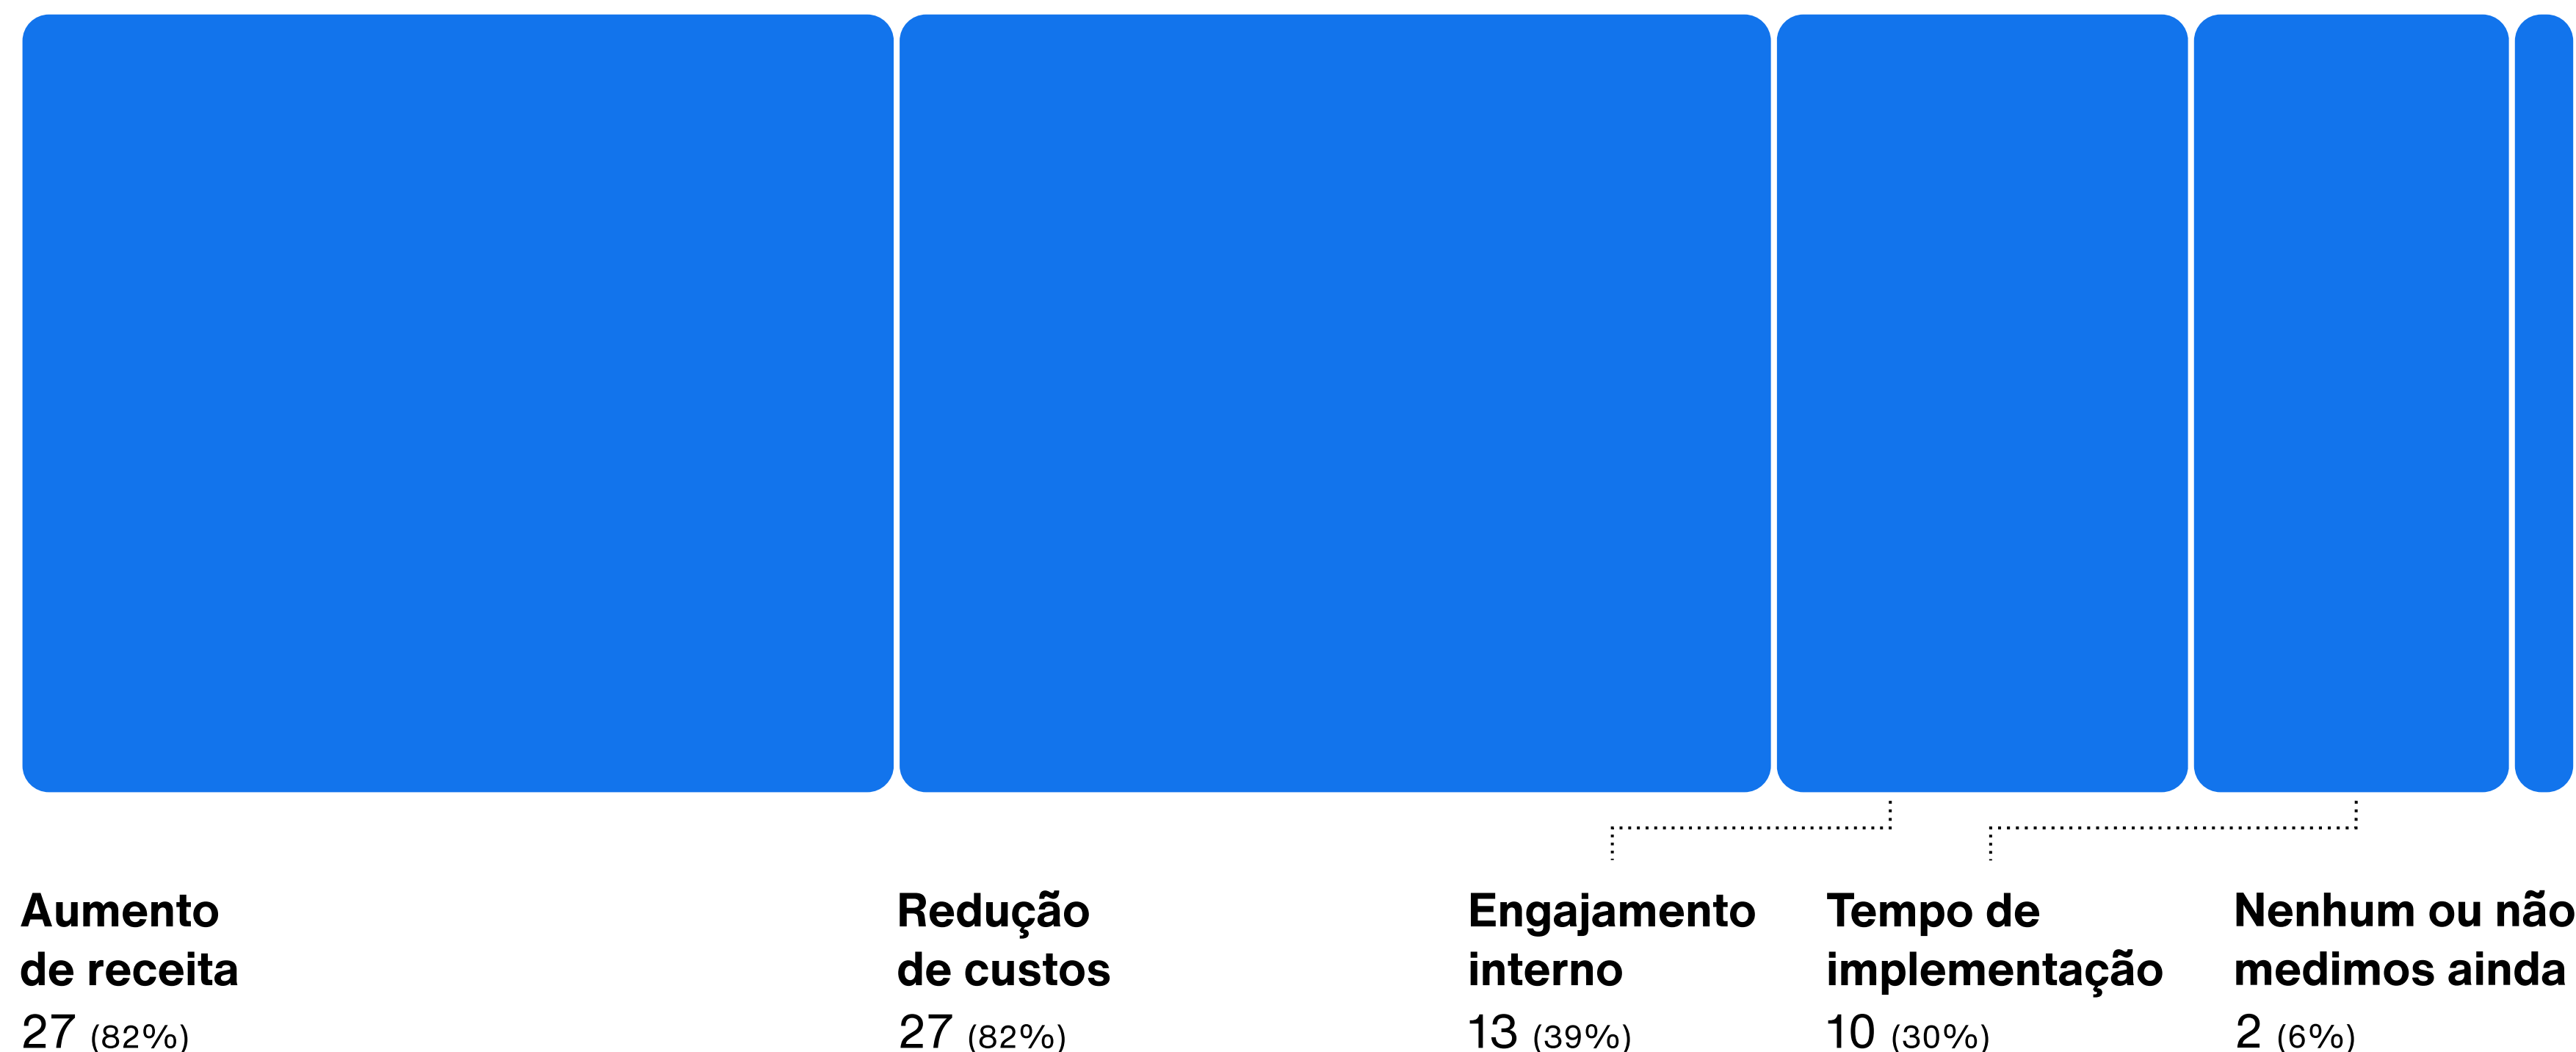 Aumento
de receita
27 (82%)
Redução
de custos
27 (82%)
Engajamento
interno
13 (39%)
Tempo de
implementação
10 (30%)
Nenhum ou não
medimos ainda
2 (6%)